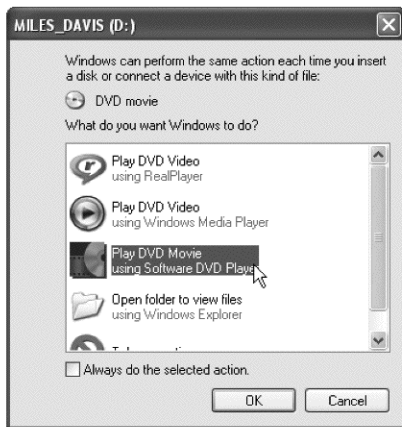 MILES_DAVIS (D:)
Windows can perform the same action each time you insert
a disk or connect a device with this kind of file:
DVD movie
What do you want Windows to do?
Play DVD Video
using RealPlayer
Play DVD Video
using Windows Media Player
Play DVD Movie
using Software DVD Player
Open folder to view files
using Windows Explorer
Always do the selected action.
OK
Cancel